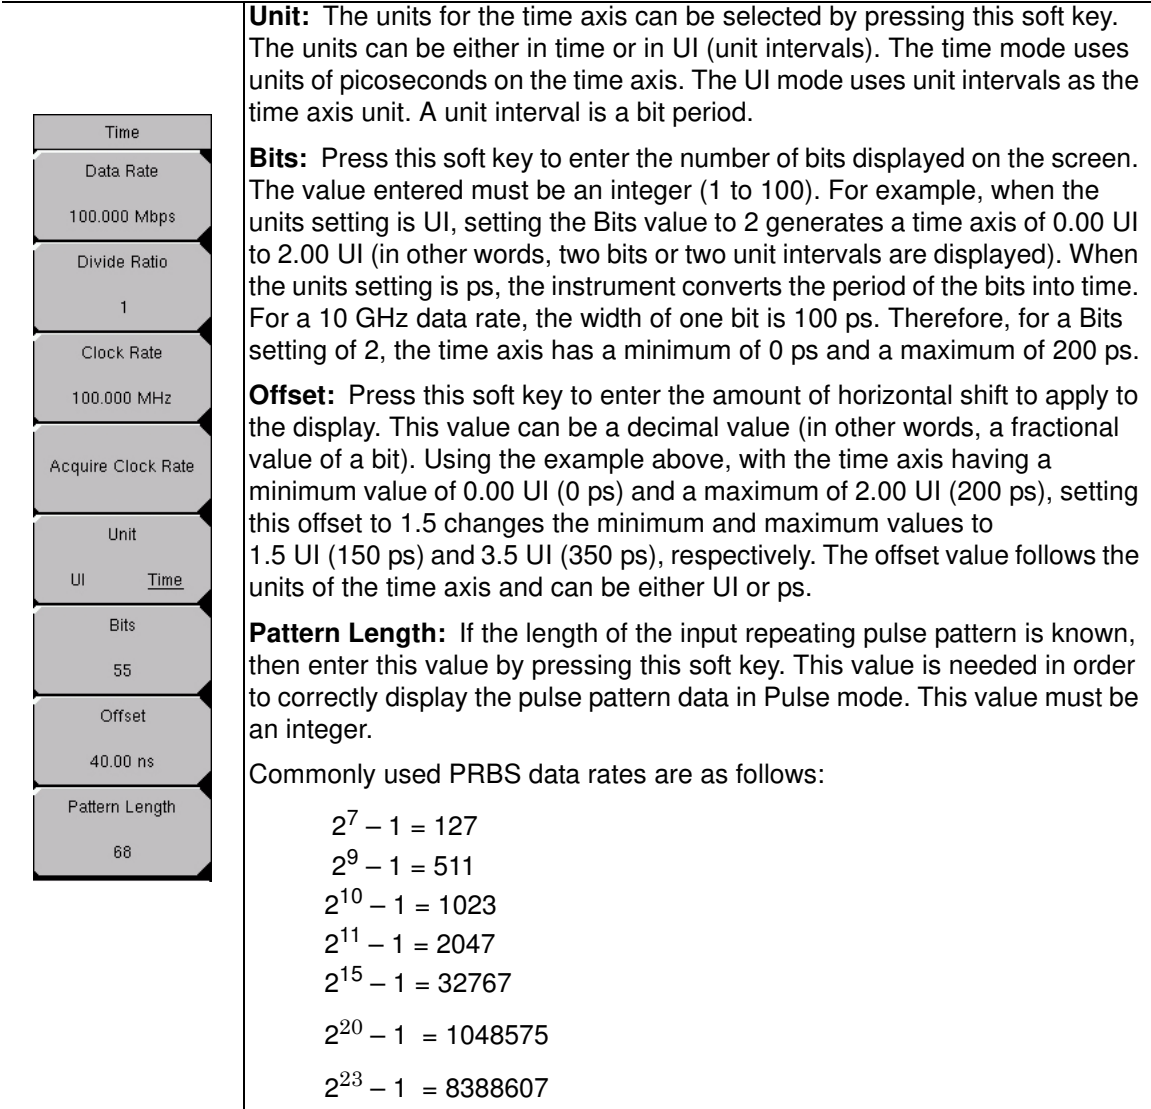 Time
Data Rate
100.000 Mbps
Divide Ratio
1
Clock Rate
100.000 MHz
Acquire Clock Rate
Unit
UI Time
Bits
55
Offset
40.00 ns
Pattern Length
68
Unit: The units for the time axis can be selected by pressing this soft key.
The units can be either in time or in UI (unit intervals). The time mode uses
units of picoseconds on the time axis. The UI mode uses unit intervals as the
time axis unit. A unit interval is a bit period.
Bits: Press this soft key to enter the number of bits displayed on the screen.
The value entered must be an integer (1 to 100). For example, when the
units setting is UI, setting the Bits value to 2 generates a time axis of 0.00 UI
to 2.00 UI (in other words, two bits or two unit intervals are displayed). When
the units setting is ps, the instrument converts the period of the bits into time.
For a 10 GHz data rate, the width of one bit is 100 ps. Therefore, for a Bits
setting of 2, the time axis has a minimum of 0 ps and a maximum of 200 ps.
Offset: Press this soft key to enter the amount of horizontal shift to apply to
the display. This value can be a decimal value (in other words, a fractional
value of a bit). Using the example above, with the time axis having a
minimum value of 0.00 UI (0 ps) and a maximum of 2.00 UI (200 ps), setting
this offset to 1.5 changes the minimum and maximum values to
1.5 UI (150 ps) and 3.5 UI (350 ps), respectively. The offset value follows the
units of the time axis and can be either UI or ps.
Pattern Length: If the length of the input repeating pulse pattern is known,
then enter this value by pressing this soft key. This value is needed in order
to correctly display the pulse pattern data in Pulse mode. This value must be
an integer.
Commonly used PRBS data rates are as follows:
2^7 – 1 = 127
2^9 – 1 = 511
2^10 – 1 = 1023
2^11 – 1 = 2047
2^15 – 1 = 32767
2^20 – 1 = 1048575
2^23 – 1 = 8388607